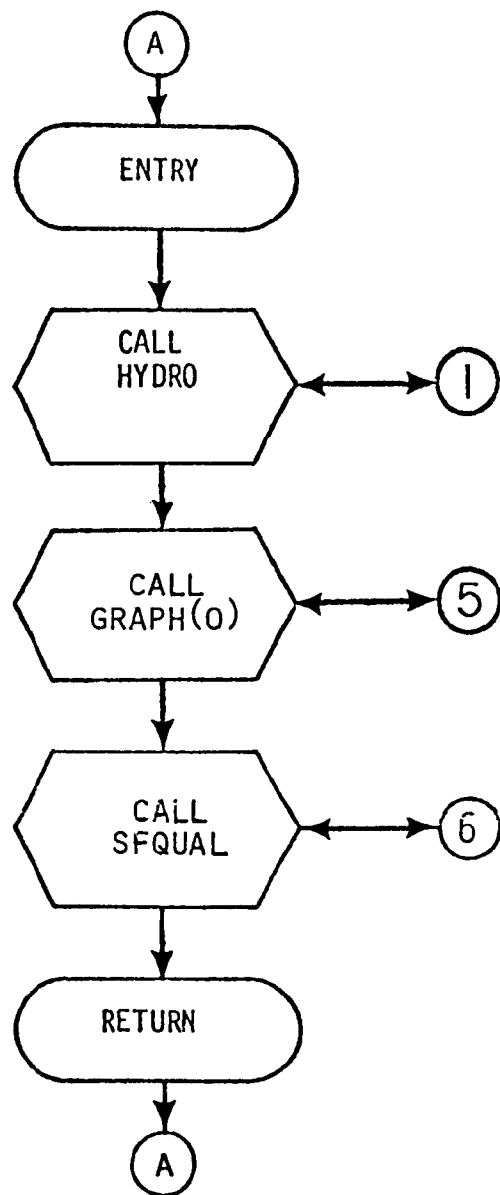 A
ENTRY
CALL
HYDRO
1
CALL
GRAPH(0)
5
CALL
SFQUAL
6
RETURN
A